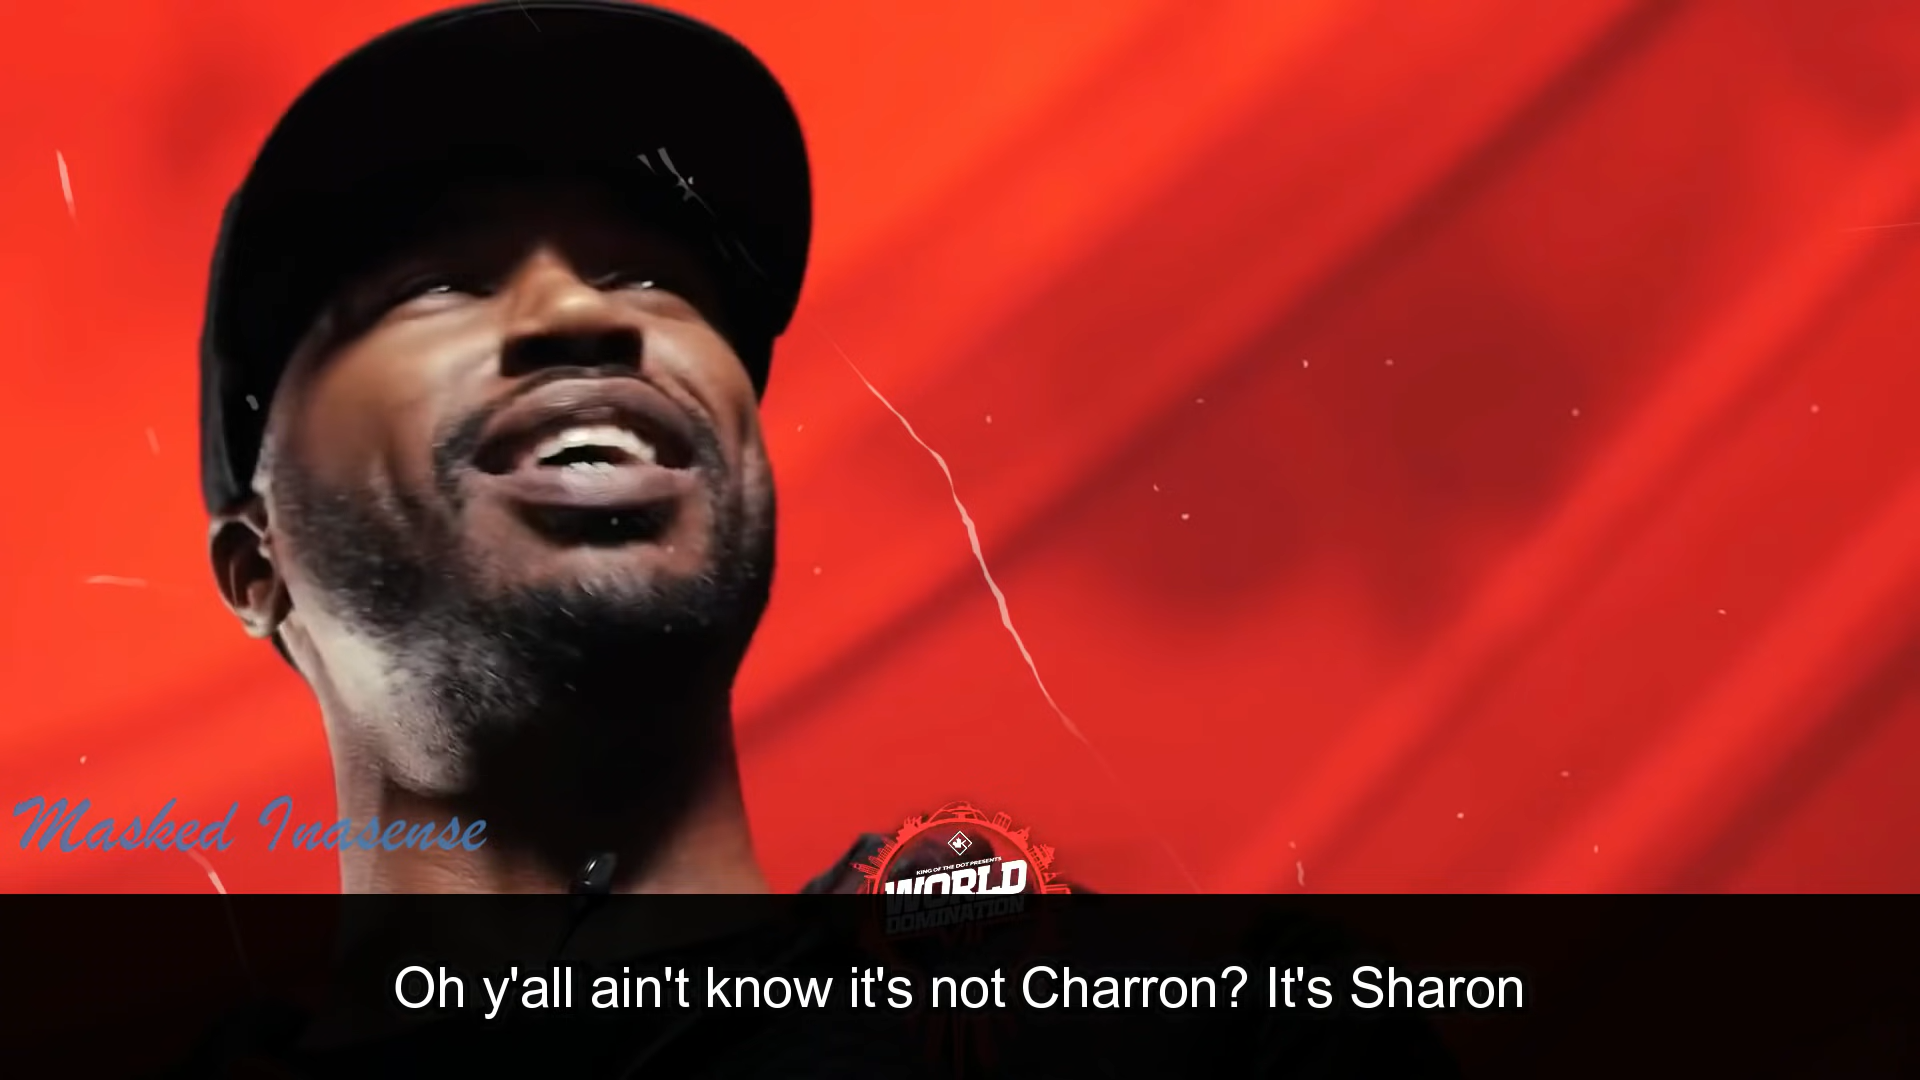 Masked Inasense
KING OF THE DOT PRESENTS
WORLD
DOMINATION
Oh y'all ain't know it's not Charron? It's Sharon